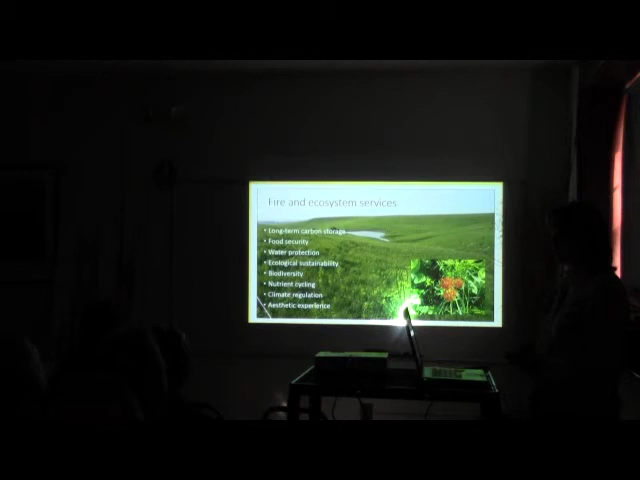 Fire and ecosystem services
• Long-term carbon storage
• Food security
• Water protection
• Ecological sustainability
• Biodiversity
• Nutrient cycling
• Climate regulation
• Aesthetic experience